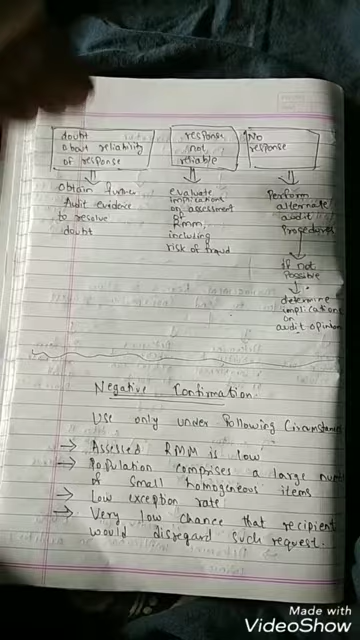 doubt
about reliability
of response
obtain further
Audit evidence
to resolve
doubt
response
not
reliable
evaluate
implications
on assessment
of
RMM,
including
risk of fraud
No
response
Perform
alternate
audit
Procedures
if not
Possible
determine
implications
on
audit opinion
Negative Confirmation
Use only under following Circumstances
→ Assessed RMM is low
→ Population comprises a large num
of small homogeneous items
→ Low exception rate
→ Very low chance that recipient
would disregard such request.
Made with
VideoShow